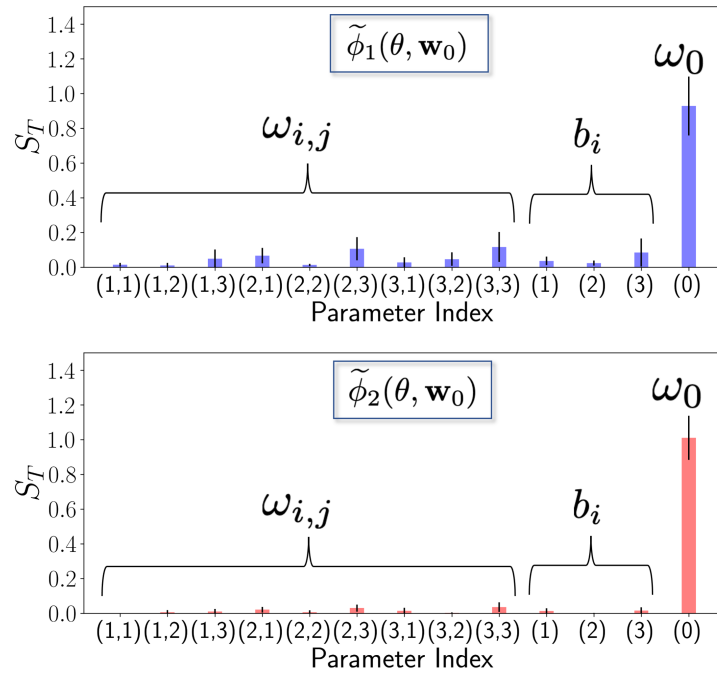 1.4
1.2
1.0
0.8
0.6
0.4
0.2
0.0
S_T
ϕ̃₁(θ, w₀)
ω₀
ω_{i,j}
b_i
(1,1) (1,2) (1,3) (2,1) (2,2) (2,3) (3,1) (3,2) (3,3) (1) (2) (3) (0)
Parameter Index
1.4
1.2
1.0
0.8
0.6
0.4
0.2
0.0
S_T
ϕ̃₂(θ, w₀)
ω₀
ω_{i,j}
b_i
(1,1) (1,2) (1,3) (2,1) (2,2) (2,3) (3,1) (3,2) (3,3) (1) (2) (3) (0)
Parameter Index